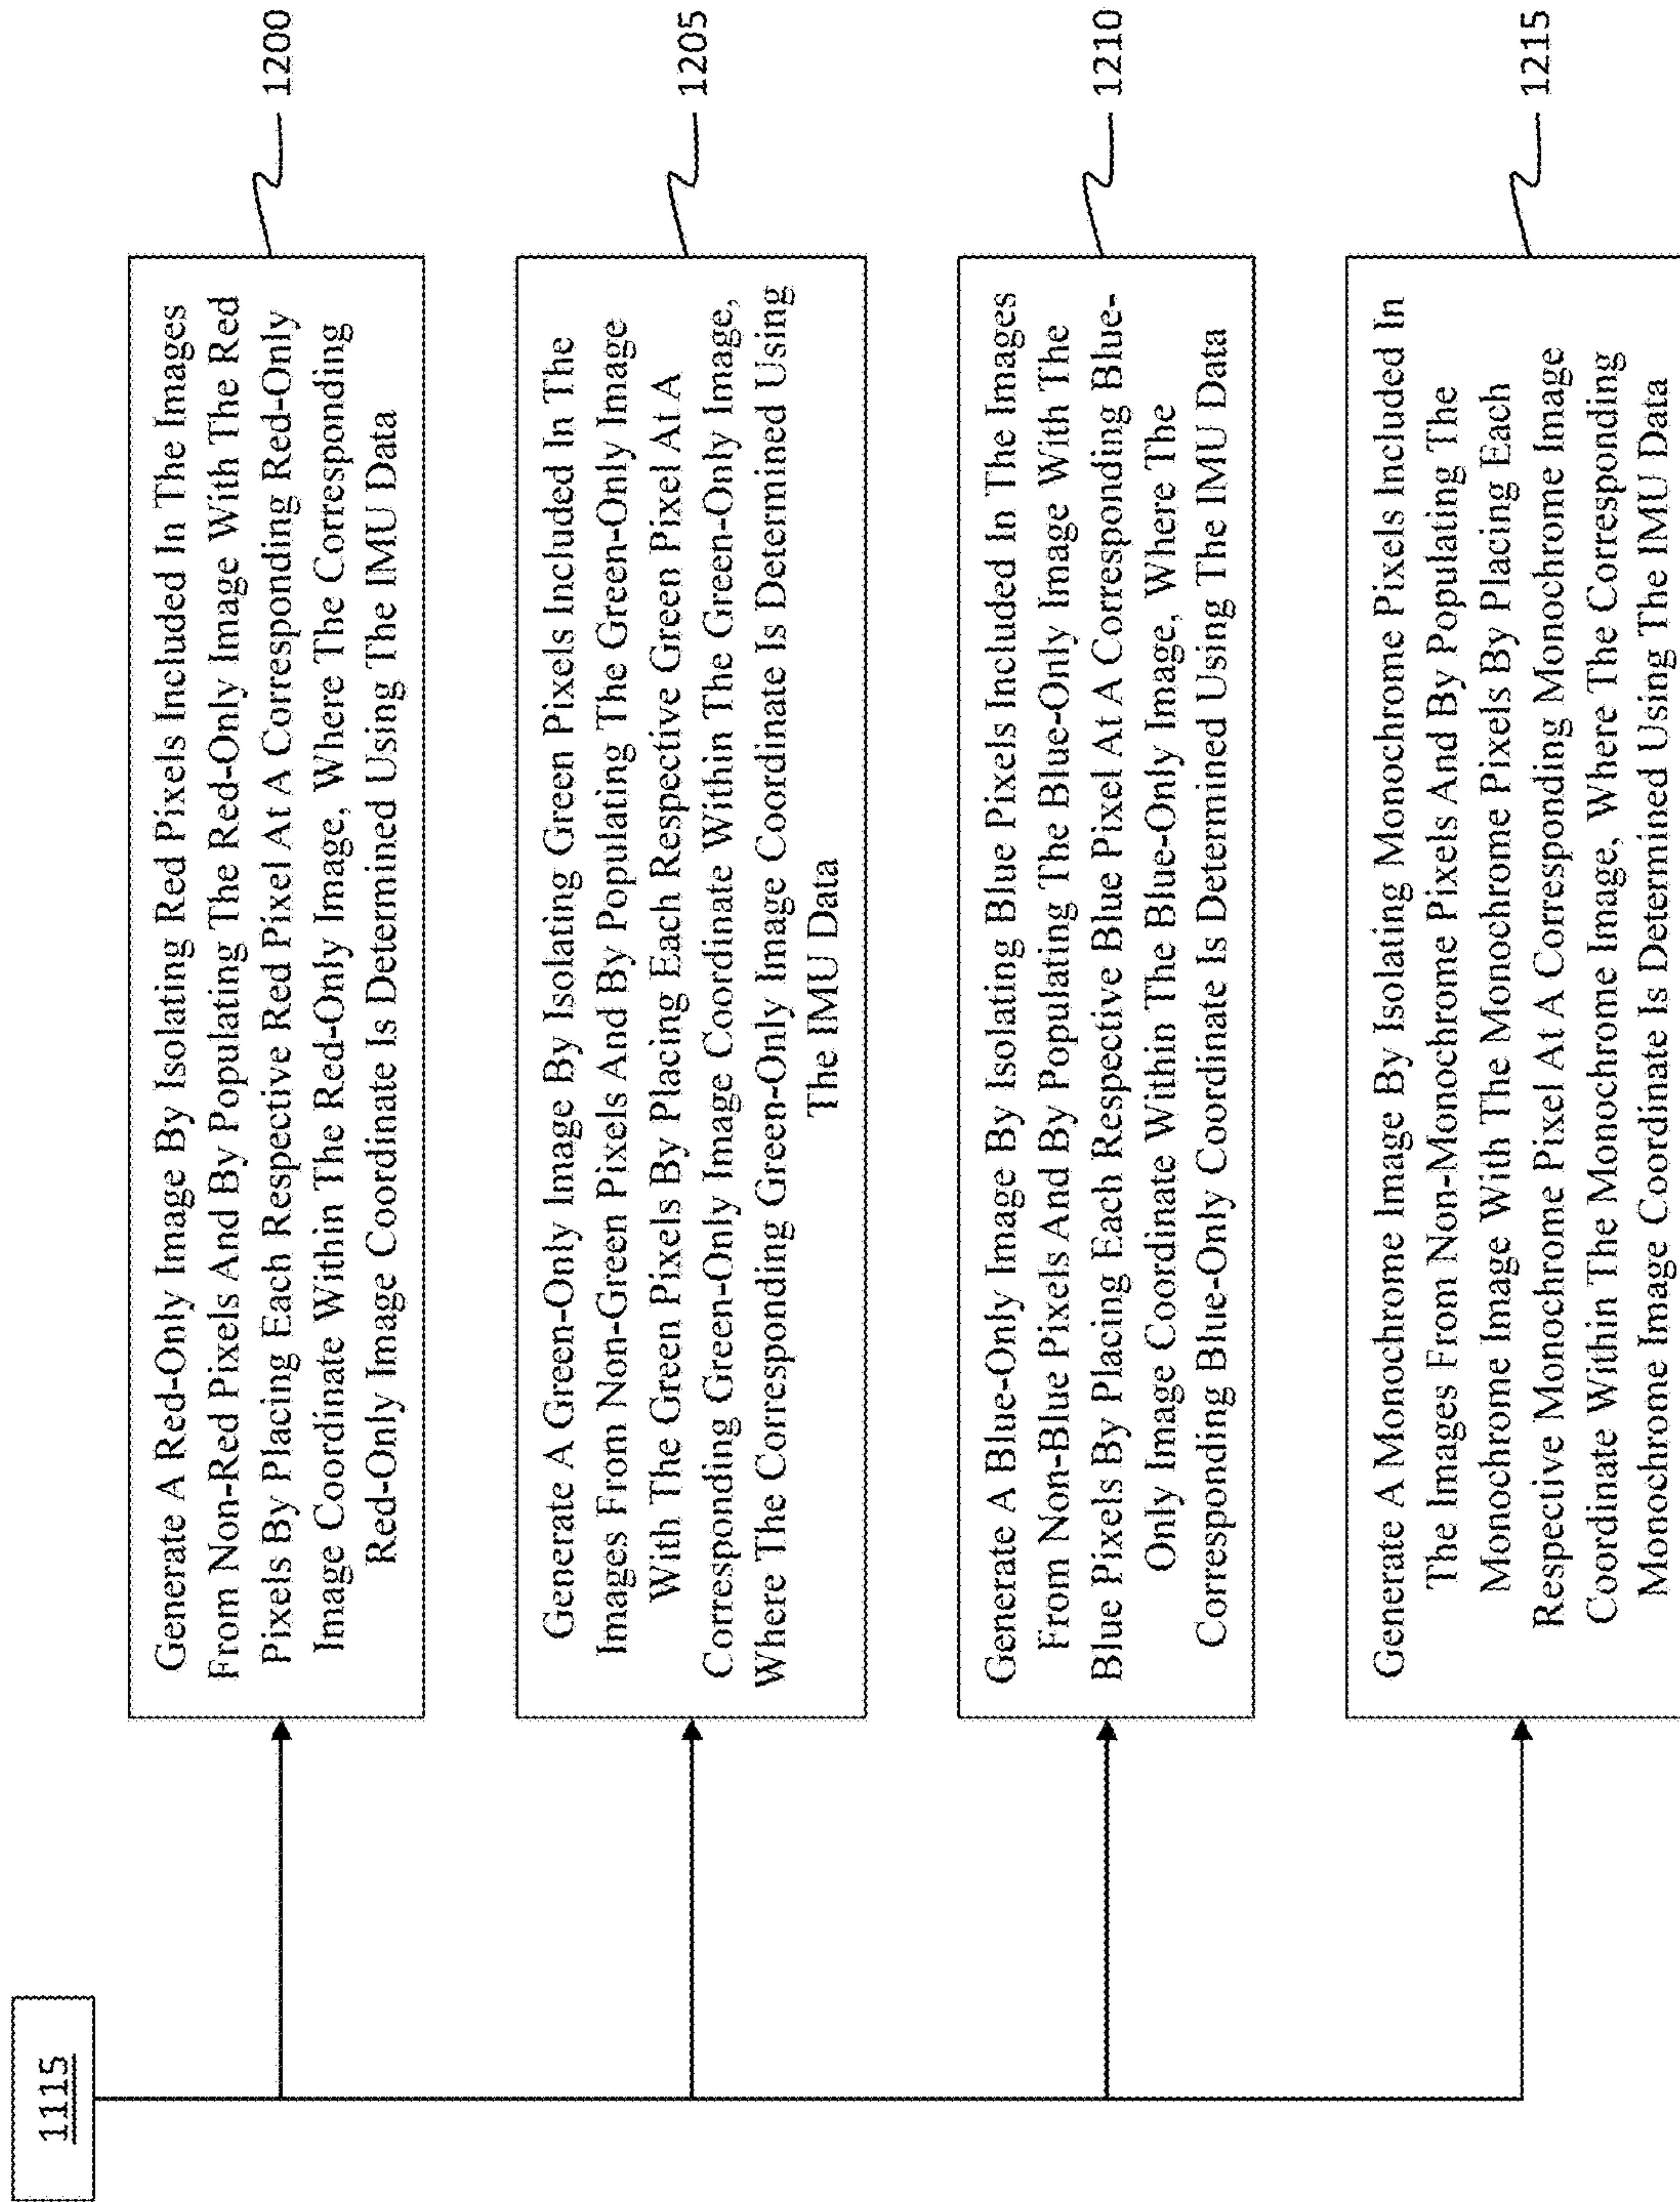 1115
Generate A Red-Only Image By Isolating Red Pixels Included In The Images
From Non-Red Pixels And By Populating The Red-Only Image With The Red
Pixels By Placing Each Respective Red Pixel At A Corresponding Red-Only
Image Coordinate Within The Red-Only Image, Where The Corresponding
Red-Only Image Coordinate Is Determined Using The IMU Data
1200
Generate A Green-Only Image By Isolating Green Pixels Included In The
Images From Non-Green Pixels And By Populating The Green-Only Image
With The Green Pixels By Placing Each Respective Green Pixel At A
Corresponding Green-Only Image Coordinate Within The Green-Only Image,
Where The Corresponding Green-Only Image Coordinate Is Determined Using
The IMU Data
1205
Generate A Blue-Only Image By Isolating Blue Pixels Included In The Images
From Non-Blue Pixels And By Populating The Blue-Only Image With The
Blue Pixels By Placing Each Respective Blue Pixel At A Corresponding Blue-
Only Image Coordinate Within The Blue-Only Image, Where The
Corresponding Blue-Only Coordinate Is Determined Using The IMU Data
1210
Generate A Monochrome Image By Isolating Monochrome Pixels Included In
The Images From Non-Monochrome Pixels And By Populating The
Monochrome Image With The Monochrome Pixels By Placing Each
Respective Monochrome Pixel At A Corresponding Monochrome Image
Coordinate Within The Monochrome Image, Where The Corresponding
Monochrome Image Coordinate Is Determined Using The IMU Data
1215